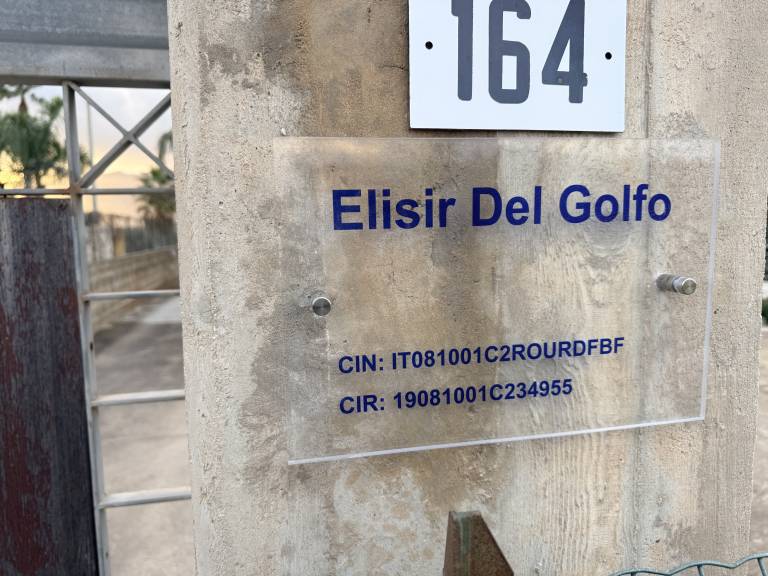 164
Elisir Del Golfo
CIN: IT081001C2ROURDFBF
CIR: 19081001C234955